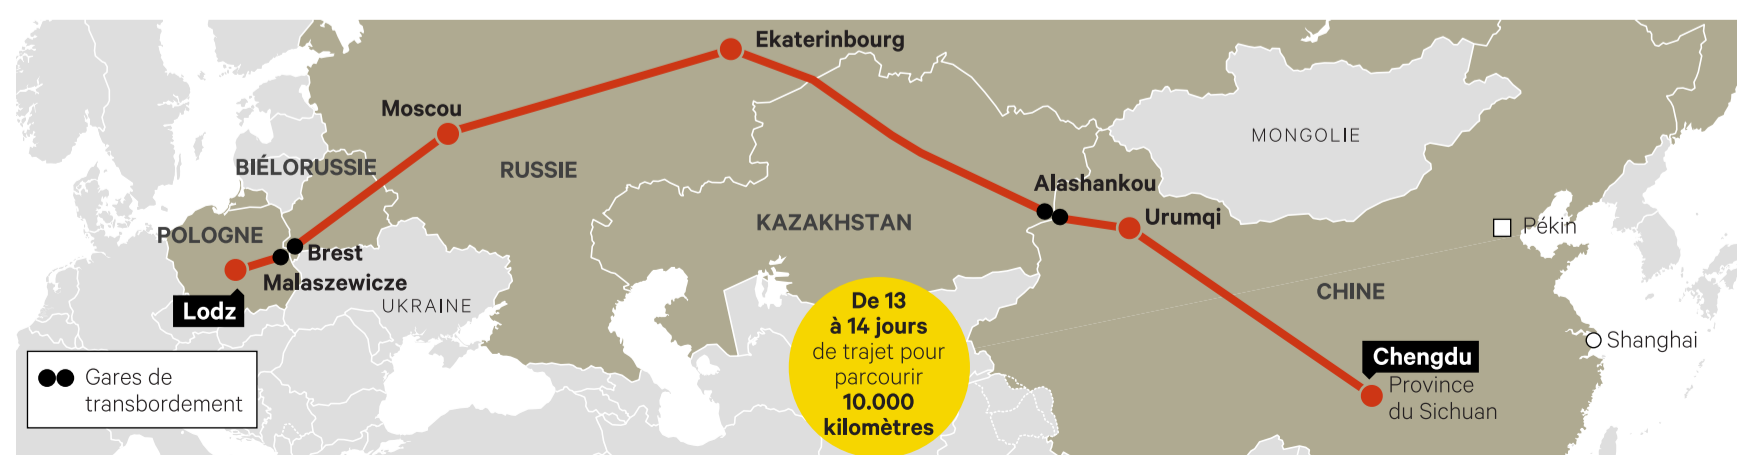 Ekaterinbourg
Moscou
MONGOLIE
BIÉLORUSSIE
RUSSIE
Alashankou
Urumqi
KAZAKHSTAN
Pékin
POLOGNE
Brest
Malaszewicze
CHINE
UKRAINE
Lodz
De 13
à 14 jours
de trajet pour
parcourir
10.000
kilomètres
Shanghai
Chengdu
Province
du Sichuan
Gares de
transbordement